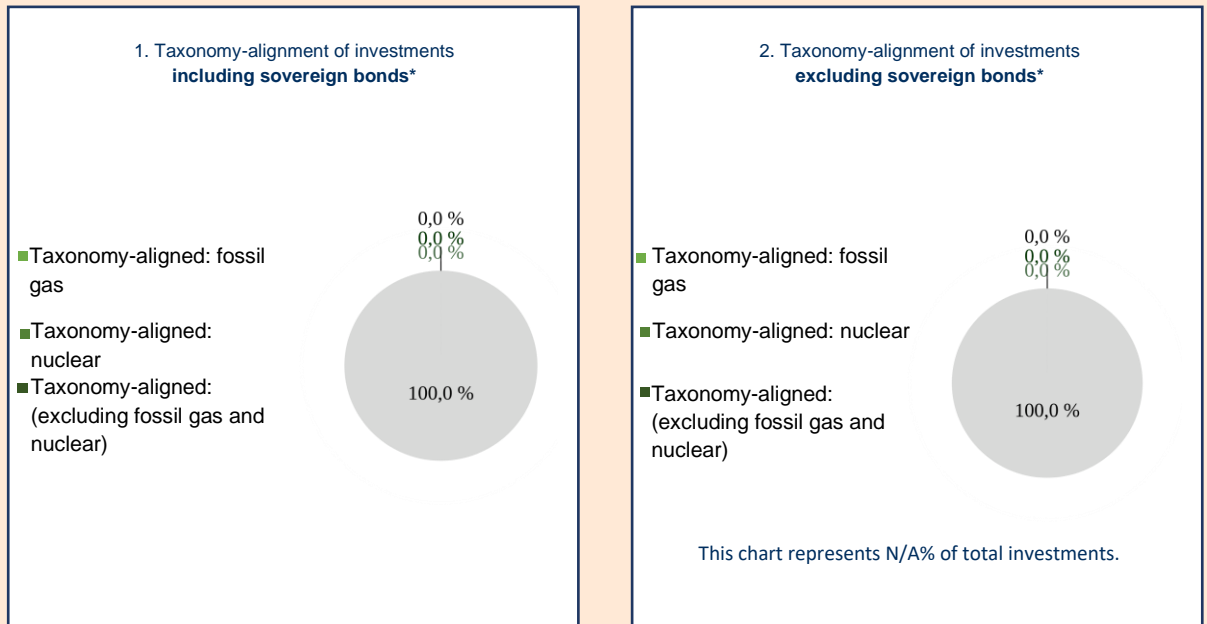 1. Taxonomy-alignment of investments
including sovereign bonds*
0,0 %
0,0 %
0,0 %
Taxonomy-aligned: fossil
gas
Taxonomy-aligned:
nuclear
Taxonomy-aligned:
(excluding fossil gas and
nuclear)
100,0 %
2. Taxonomy-alignment of investments
excluding sovereign bonds*
0,0 %
0,0 %
0,0 %
Taxonomy-aligned: fossil
gas
Taxonomy-aligned: nuclear
Taxonomy-aligned:
(excluding fossil gas and
nuclear)
100,0 %
This chart represents N/A% of total investments.